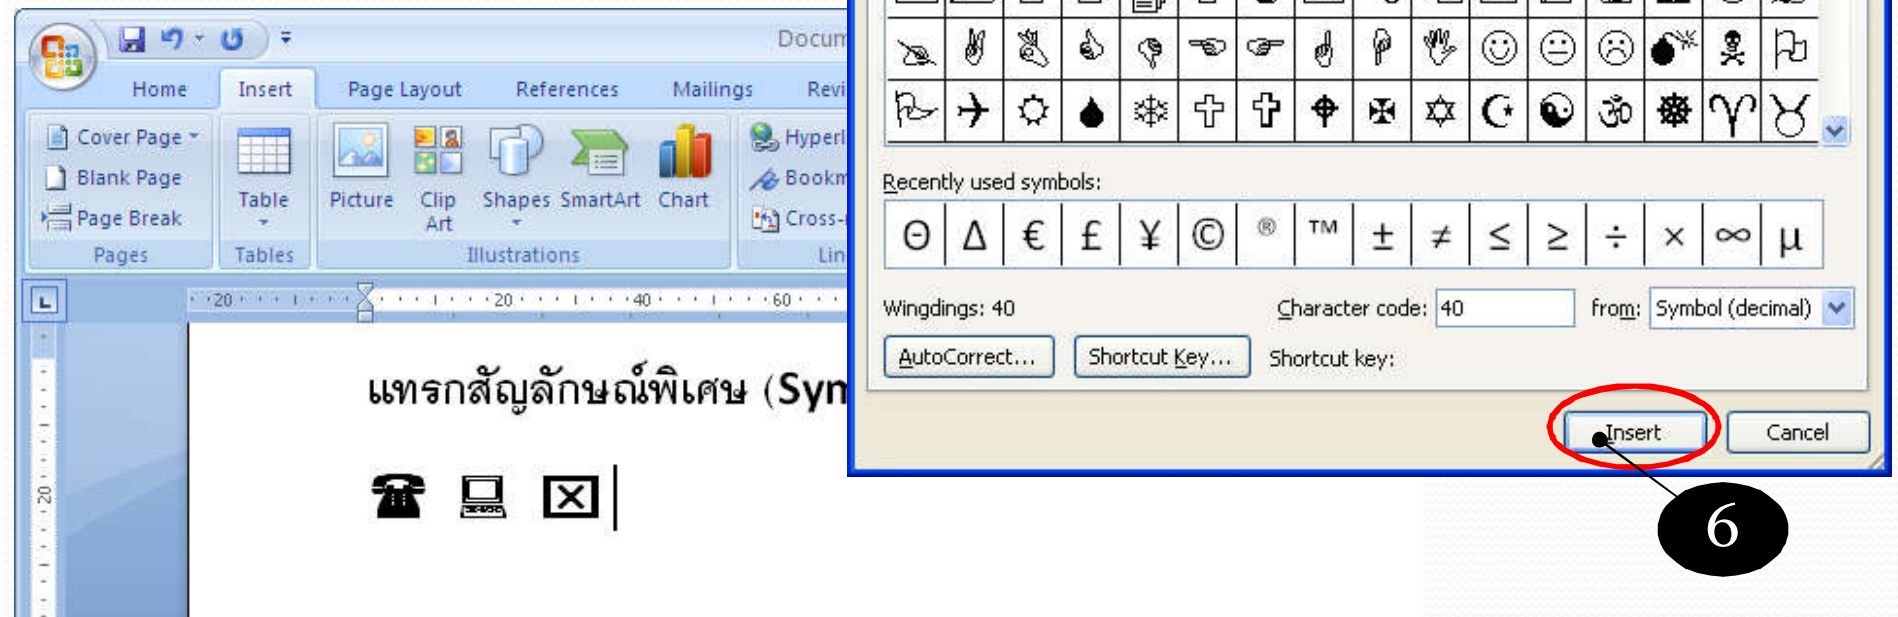 Docum
Home Insert Page Layout References Mailings Revi
Cover Page
Blank Page
Page Break
Table
Picture
Clip Art
Shapes
SmartArt
Chart
Hyperl
Bookm
Cross-r
Pages Tables Illustrations Lin
20 20 40 60
แทรกสัญลักษณ์พิเศษ (Sym
20
Recently used symbols:
Θ Δ € £ ¥ © ® ™ ± ≠ ≤ ≥ ÷ × ∞ µ
Wingdings: 40 Character code: 40 from: Symbol (decimal)
AutoCorrect... Shortcut Key... Shortcut key:
Insert Cancel
6